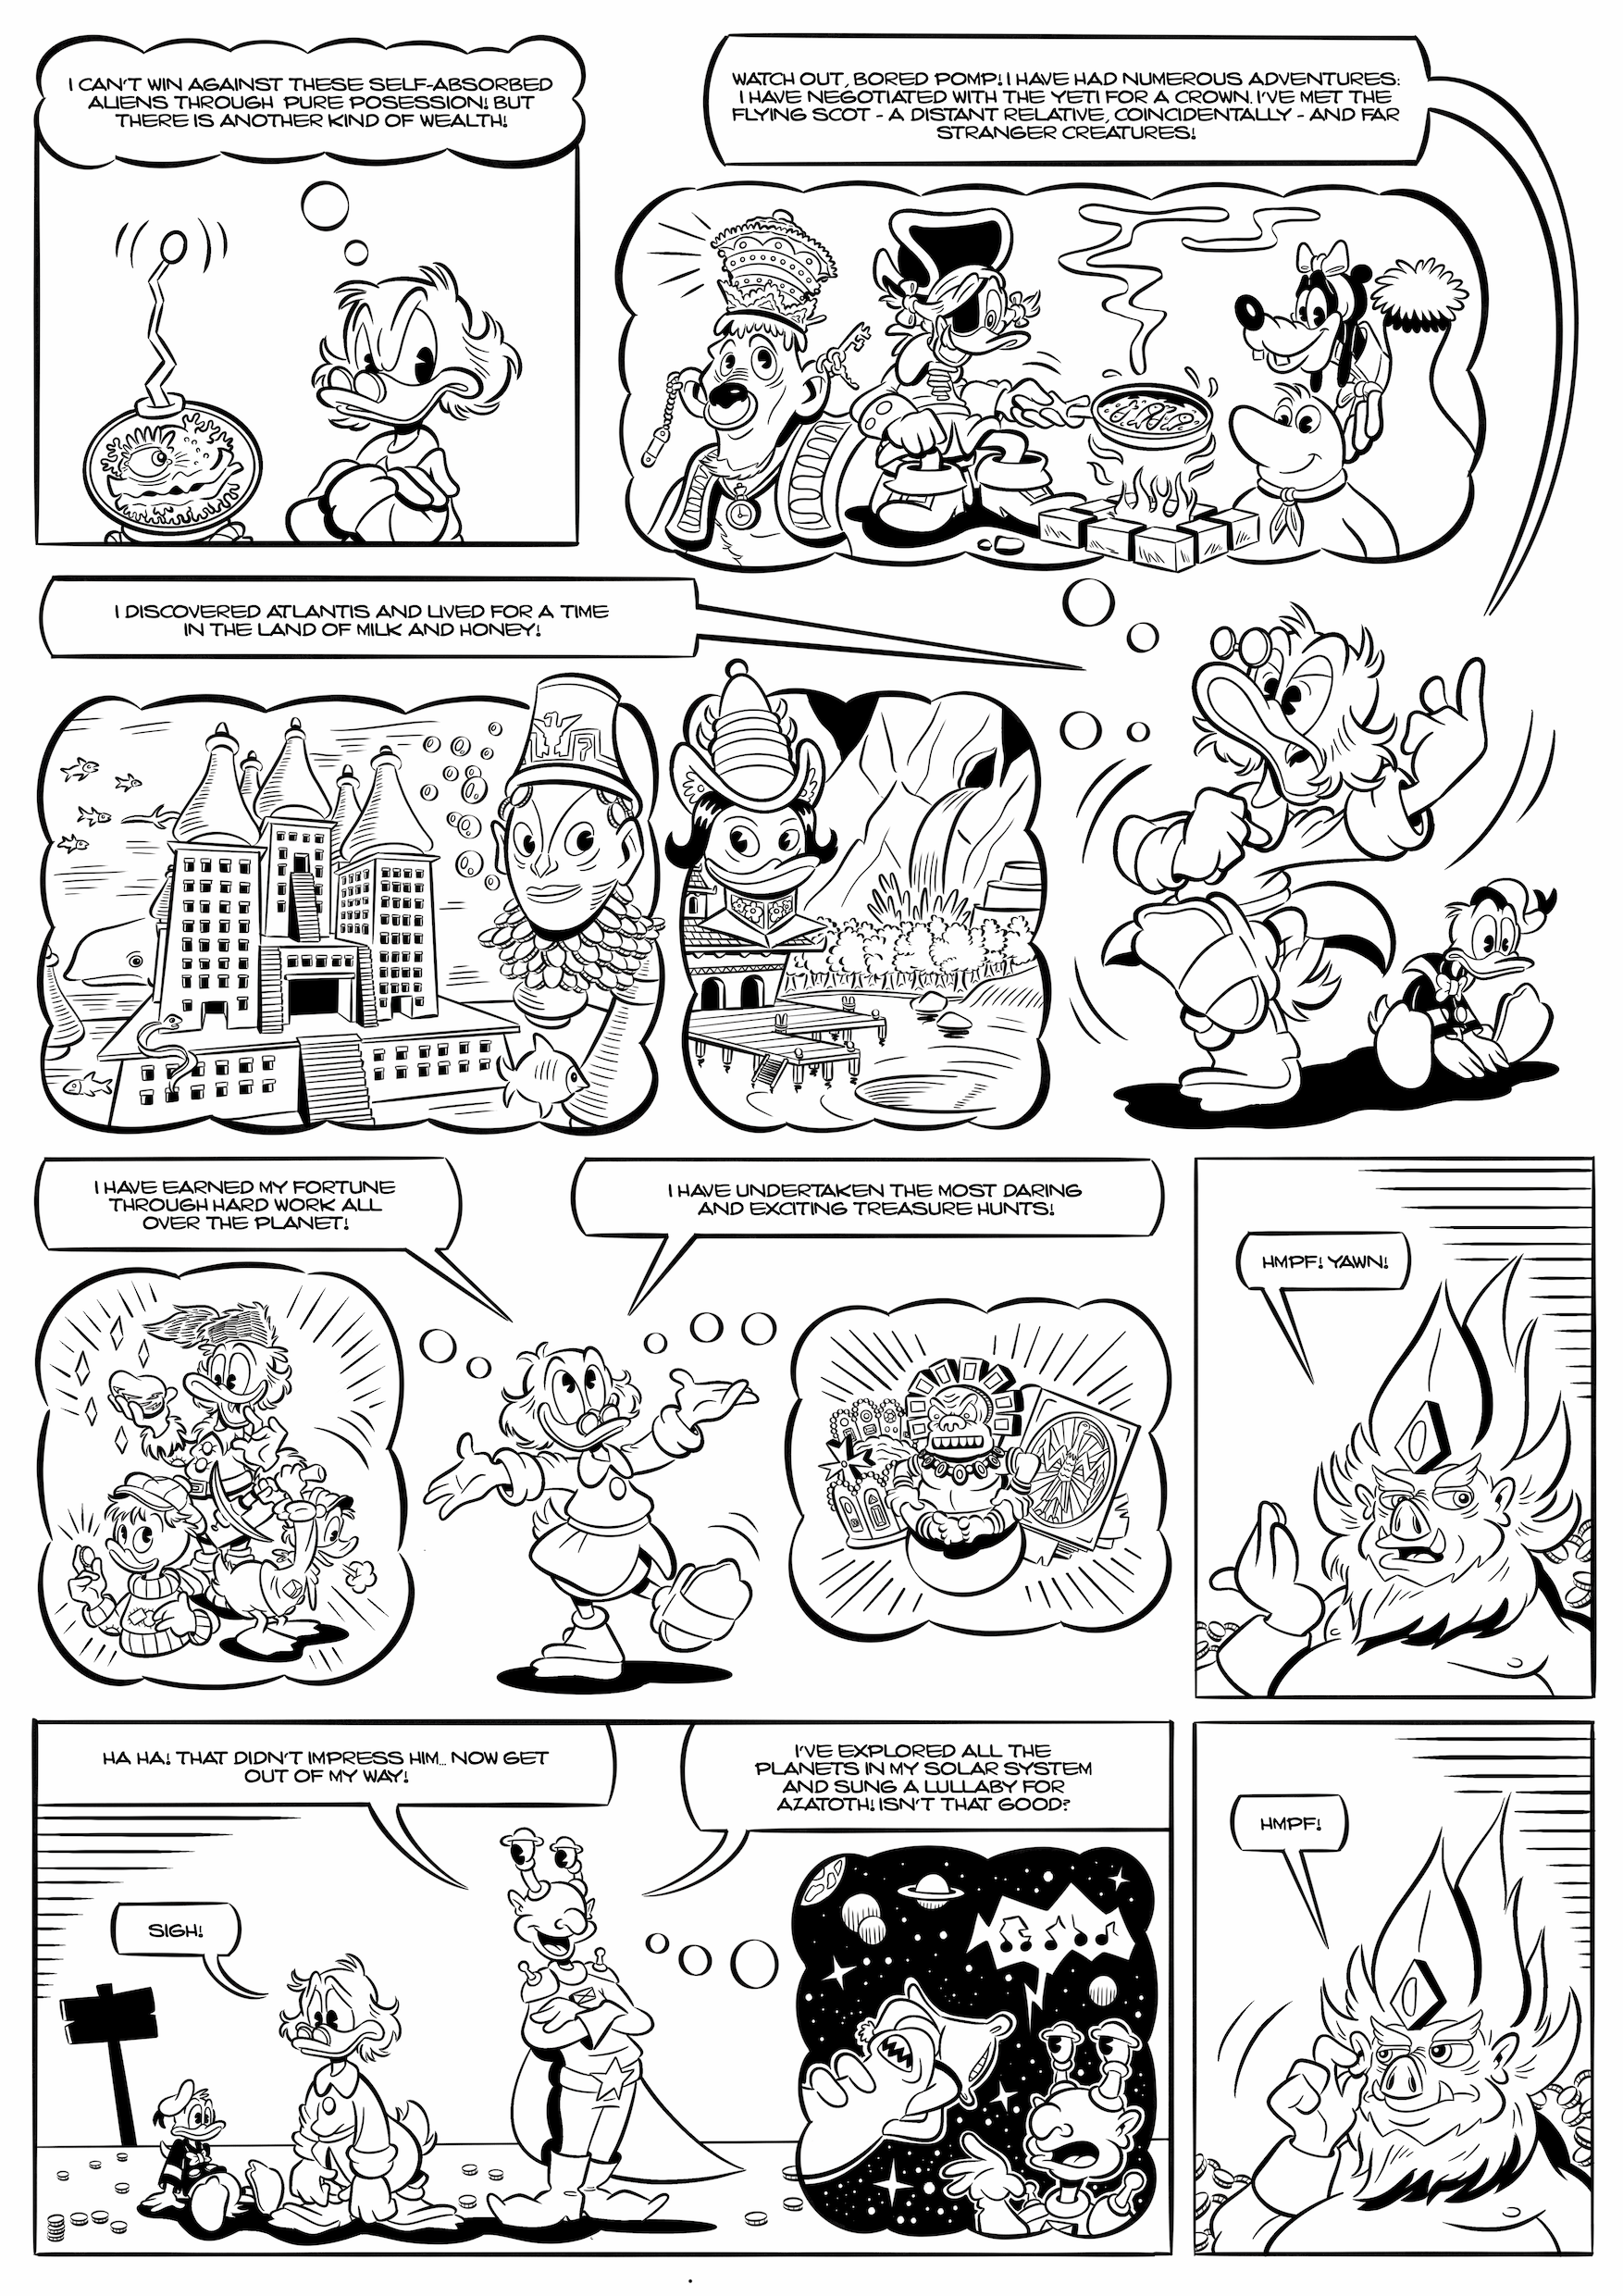 I CAN'T WIN AGAINST THESE SELF-ABSORBED
ALIENS THROUGH PURE POSESSION! BUT
THERE IS ANOTHER KIND OF WEALTH!
WATCH OUT, BORED POMP! I HAVE HAD NUMEROUS ADVENTURES:
I HAVE NEGOTIATED WITH THE YETI FOR A CROWN. I'VE MET THE
FLYING SCOT - A DISTANT RELATIVE, COINCIDENTALLY - AND FAR
STRANGER CREATURES!
I DISCOVERED ATLANTIS AND LIVED FOR A TIME
IN THE LAND OF MILK AND HONEY!
I HAVE EARNED MY FORTUNE
THROUGH HARD WORK ALL
OVER THE PLANET!
I HAVE UNDERTAKEN THE MOST DARING
AND EXCITING TREASURE HUNTS!
HMPF! YAWN!
HA HA! THAT DIDN'T IMPRESS HIM... NOW GET
OUT OF MY WAY!
I'VE EXPLORED ALL THE
PLANETS IN MY SOLAR SYSTEM
AND SUNG A LULLABY FOR
AZATOTH! ISN'T THAT GOOD?
SIGH!
HMPF!